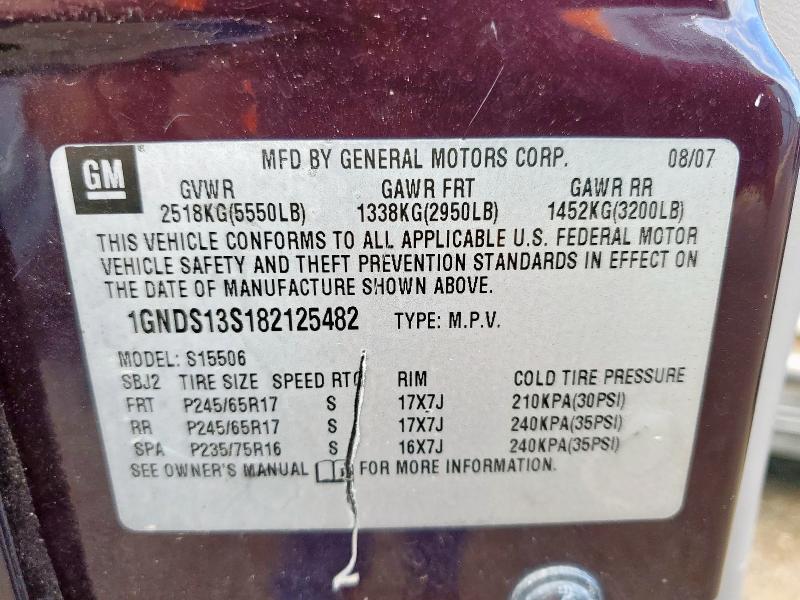 GM MFD BY GENERAL MOTORS CORP. 08/07
GVWR GAWR FRT GAWR RR
2518KG(5550LB) 1338KG(2950LB) 1452KG(3200LB)
THIS VEHICLE CONFORMS TO ALL APPLICABLE U.S. FEDERAL MOTOR
VEHICLE SAFETY AND THEFT PREVENTION STANDARDS IN EFFECT ON
THE DATE OF MANUFACTURE SHOWN ABOVE.
1GNDS13S182125482 TYPE: M.P.V.
MODEL: S15506
SBJ2 TIRE SIZE SPEED RTG RIM COLD TIRE PRESSURE
FRT P245/65R17 S 17X7J 210KPA(30PSI)
RR P245/65R17 S 17X7J 240KPA(35PSI)
SPA P235/75R16 S 16X7J 240KPA(35PSI)
SEE OWNER'S MANUAL FOR MORE INFORMATION.